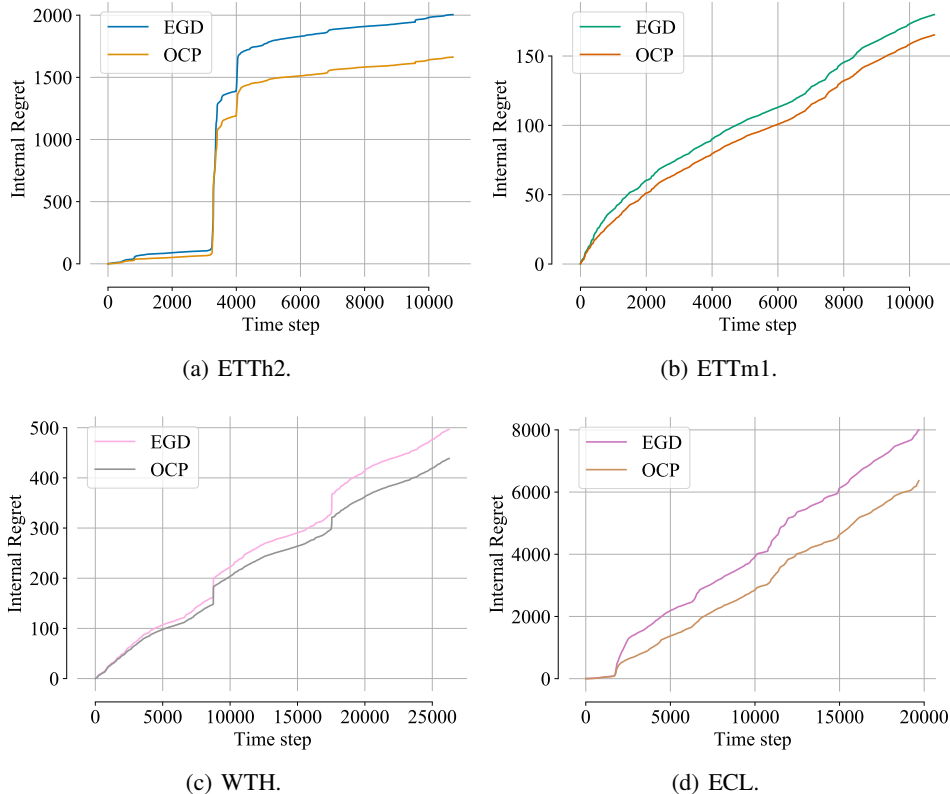 EGD
OCP
2000
1500
1000
500
0
Internal Regret
0 2000 4000 6000 8000 10000
Time step
(a) ETTh2.
EGD
OCP
150
100
50
0
Internal Regret
0 2000 4000 6000 8000 10000
Time step
(b) ETTm1.
EGD
OCP
500
400
300
200
100
0
Internal Regret
0 5000 10000 15000 20000 25000
Time step
(c) WTH.
EGD
OCP
8000
6000
4000
2000
0
Internal Regret
0 5000 10000 15000 20000
Time step
(d) ECL.